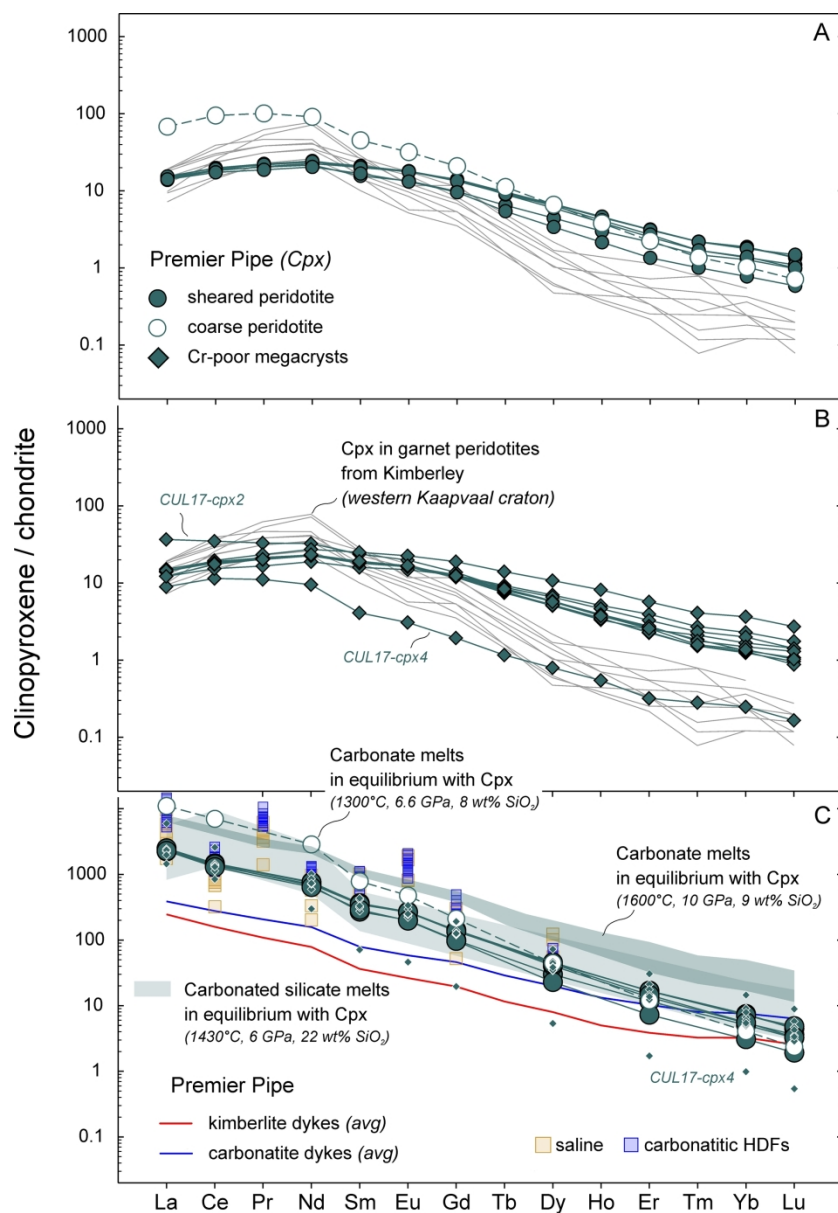 A
1000
100
10
1
0.1
Premier Pipe (Cpx)
sheared peridotite
coarse peridotite
Cr-poor megacrysts
Clinopyroxene / chondrite
B
1000
100
10
1
0.1
Cpx in garnet peridotites
from Kimberley
(western Kaapvaal craton)
CUL17-cpx2
CUL17-cpx4
C
Carbonate melts
in equilibrium with Cpx
(1300°C, 6.6 GPa, 8 wt% SiO₂)
Carbonate melts
in equilibrium with Cpx
(1600°C, 10 GPa, 9 wt% SiO₂)
1000
100
10
1
0.1
Carbonated silicate melts
in equilibrium with Cpx
(1430°C, 6 GPa, 22 wt% SiO₂)
CUL17-cpx4
Premier Pipe
kimberlite dykes (avg)
carbonatite dykes (avg)
saline
carbonatitic HDFs
La Ce Pr Nd Sm Eu Gd Tb Dy Ho Er Tm Yb Lu